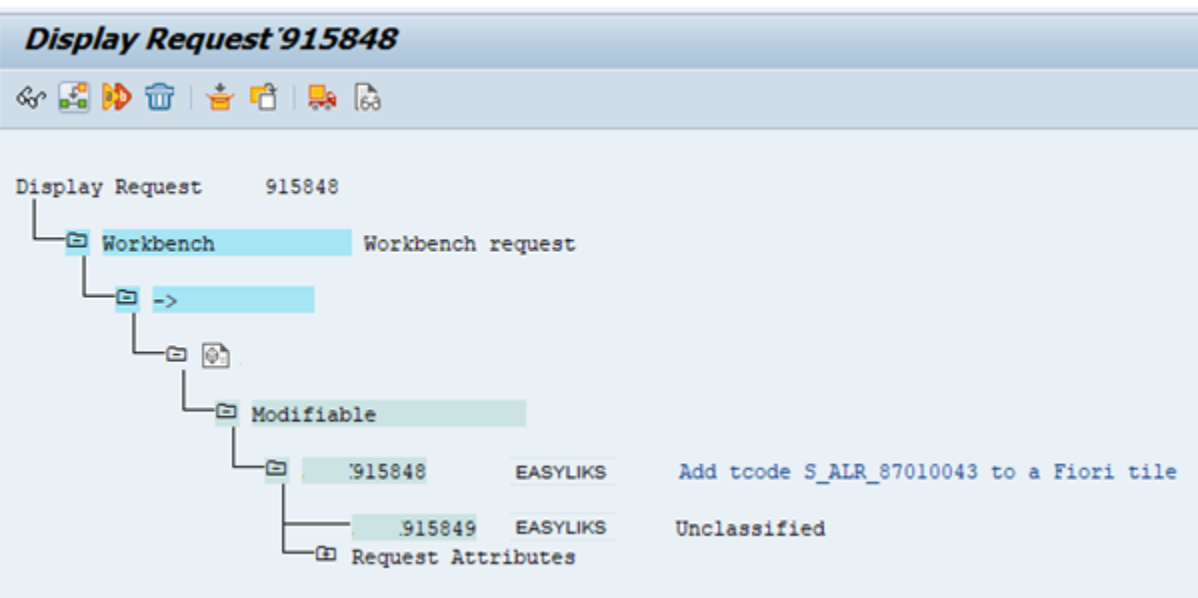 Display Request 915848
Display Request 915848
Workbench Workbench request
->
Modifiable
915848 EASYLIKS Add tcode S_ALR_87010043 to a Fiori tile
915849 EASYLIKS Unclassified
Request Attributes